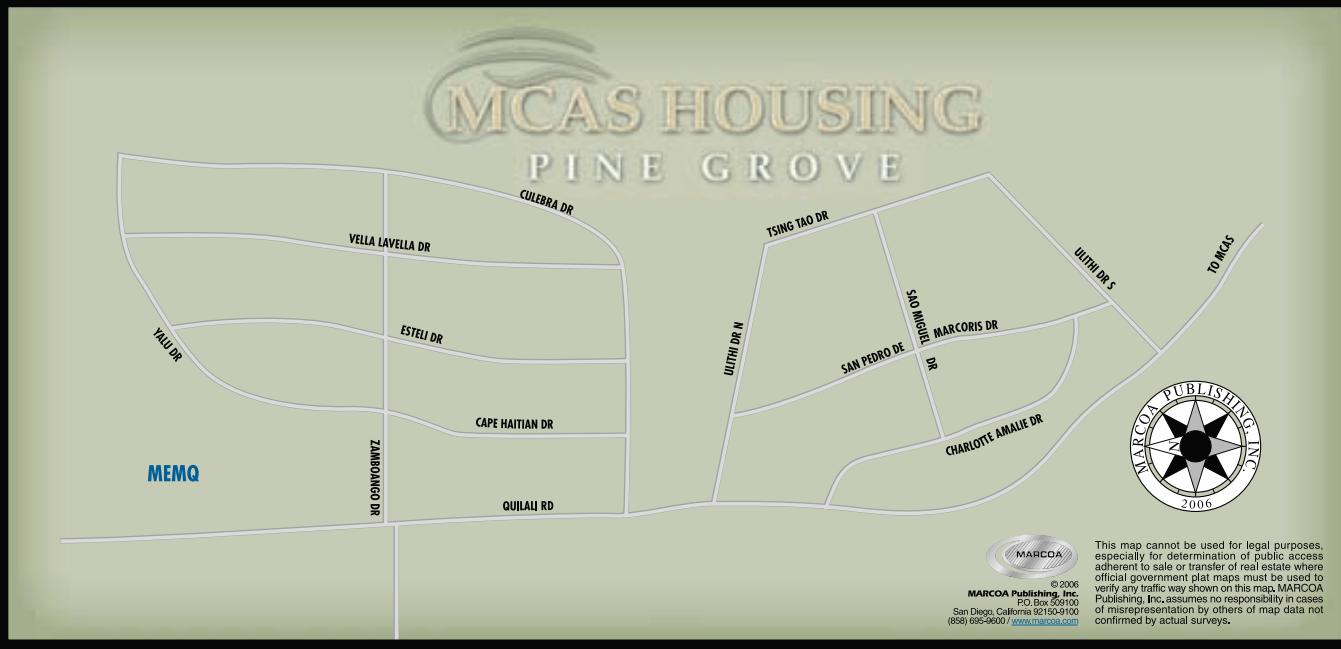 MCAS HOUSING
PINE GROVE
CULEBRA DR
TSING TAO DR
VELLA LAVELLA DR
ULITHI DR S
TO MCAS
SAO MIGUEL DR
ESTELI DR
YALU DR
ULITHI DR N
SAN PEDRO DE MARCORIS DR
CAPE HAITIAN DR
CHARLOTTE AMALIE DR
ZAMBOANGO DR
MEMQ
QUILALI RD
MARCOA PUBLISHING, INC.
N
2006
MARCOA
© 2006
MARCOA Publishing, Inc.
P.O. Box 509100
San Diego, California 92150-9100
(858) 695-9600 / www.marcoa.com
This map cannot be used for legal purposes,
especially for determination of public access
adherent to sale or transfer of real estate where
official government plat maps must be used to
verify any traffic way shown on this map. MARCOA
Publishing, Inc. assumes no responsibility in cases
of misrepresentation by others of map data not
confirmed by actual surveys.